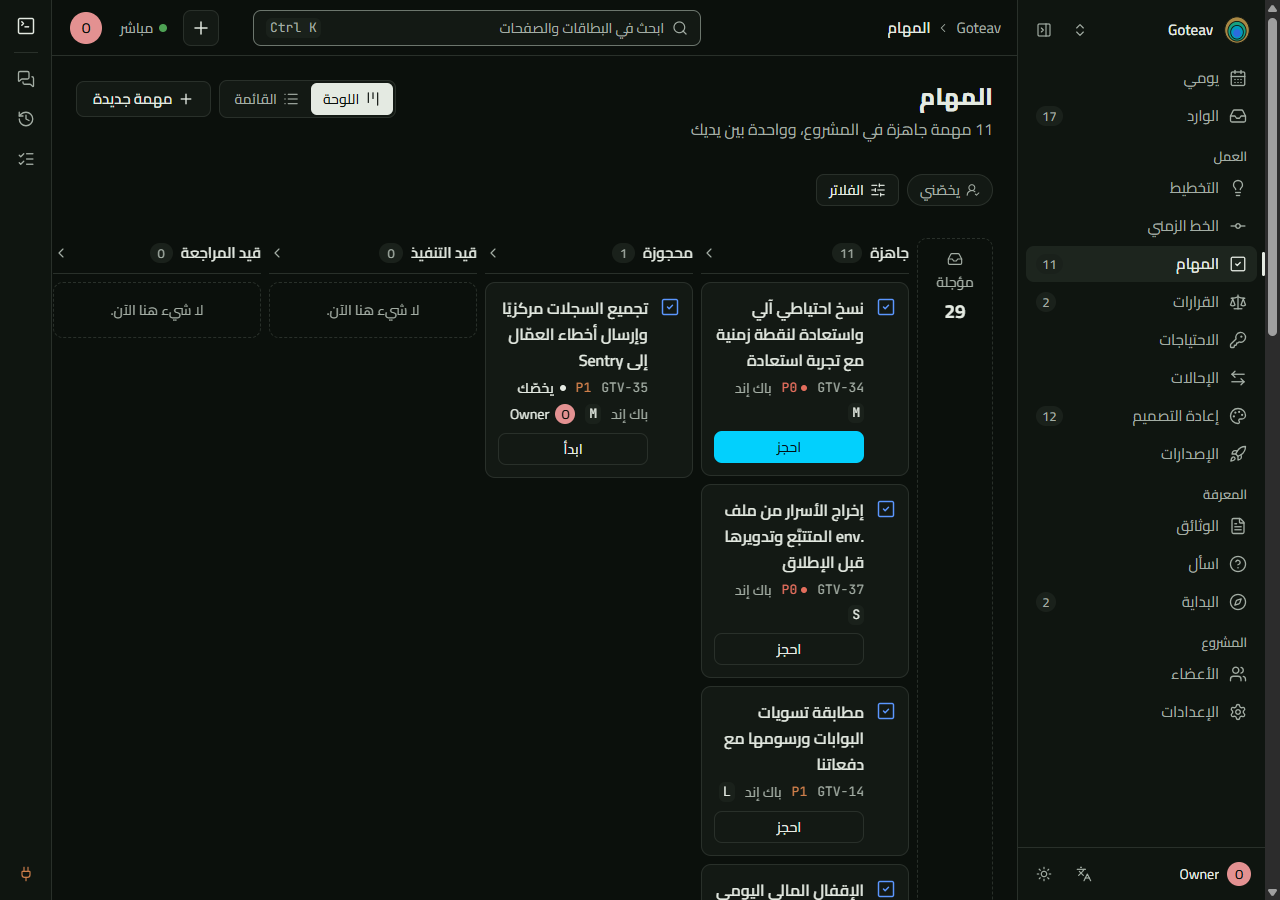 Goteav
يومي
الوارد 17
العمل
التخطيط
الخط الزمني
المهام 11
القرارات 2
الاحتياجات
الإحالات
إعادة التصميم 12
الإصدارات
المعرفة
الوثائق
اسأل
البداية 2
المشروع
الأعضاء
الإعدادات
O Owner
Goteav
المهام
ابحث في البطاقات والصفحات Ctrl K
مباشر
O
المهام
11 مهمة جاهزة في المشروع، وواحدة بين يديك
اللوحة
القائمة
مهمة جديدة
يخصّني
الفلاتر
مؤجلة
29
جاهزة 11
نسخ احتياطي آلي
واستعادة لنقطة زمنية
مع تجربة استعادة
GTV-34 P0 باك إند
M
احجز
إخراج الأسرار من ملف
.env المتتبَّع وتدويرها
قبل الإطلاق
GTV-37 P0 باك إند
S
احجز
مطابقة تسويات
البوابات ورسومها مع
دفعاتنا
GTV-14 P1 باك إند L
احجز
الإقفال المالي اليومي
محجوزة 1
تجميع السجلات مركزيًا
وإرسال أخطاء العمّال
إلى Sentry
GTV-35 P1 يخصّك
باك إند M O Owner
ابدأ
قيد التنفيذ 0
لا شيء هنا الآن.
قيد المراجعة 0
لا شيء هنا الآن.